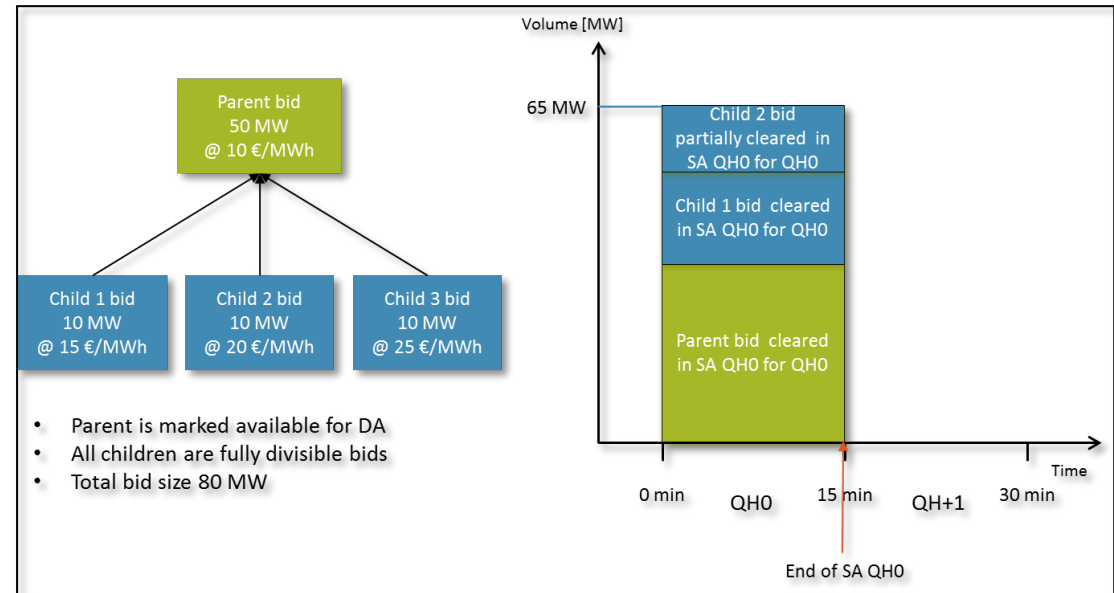 Parent bid
50 MW
@ 10 €/MWh
Child 1 bid
10 MW
@ 15 €/MWh
Child 2 bid
10 MW
@ 20 €/MWh
Child 3 bid
10 MW
@ 25 €/MWh
• Parent is marked available for DA
• All children are fully divisible bids
• Total bid size 80 MW
Volume [MW]
65 MW
Child 2 bid
partially cleared in
SA QH0 for QH0
Child 1 bid cleared
in SA QH0 for QH0
Parent bid cleared
in SA QH0 for QH0
Time
0 min
QH0
15 min
QH+1
30 min
End of SA QH0